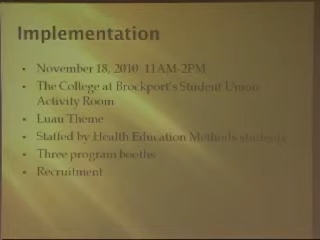 Implementation
• November 18, 2010 11AM-2PM
• The College at Brockport's Student Union
Activity Room
• Luau Theme
• Staffed by Health Education Methods students
• Three program booths
• Recruitment